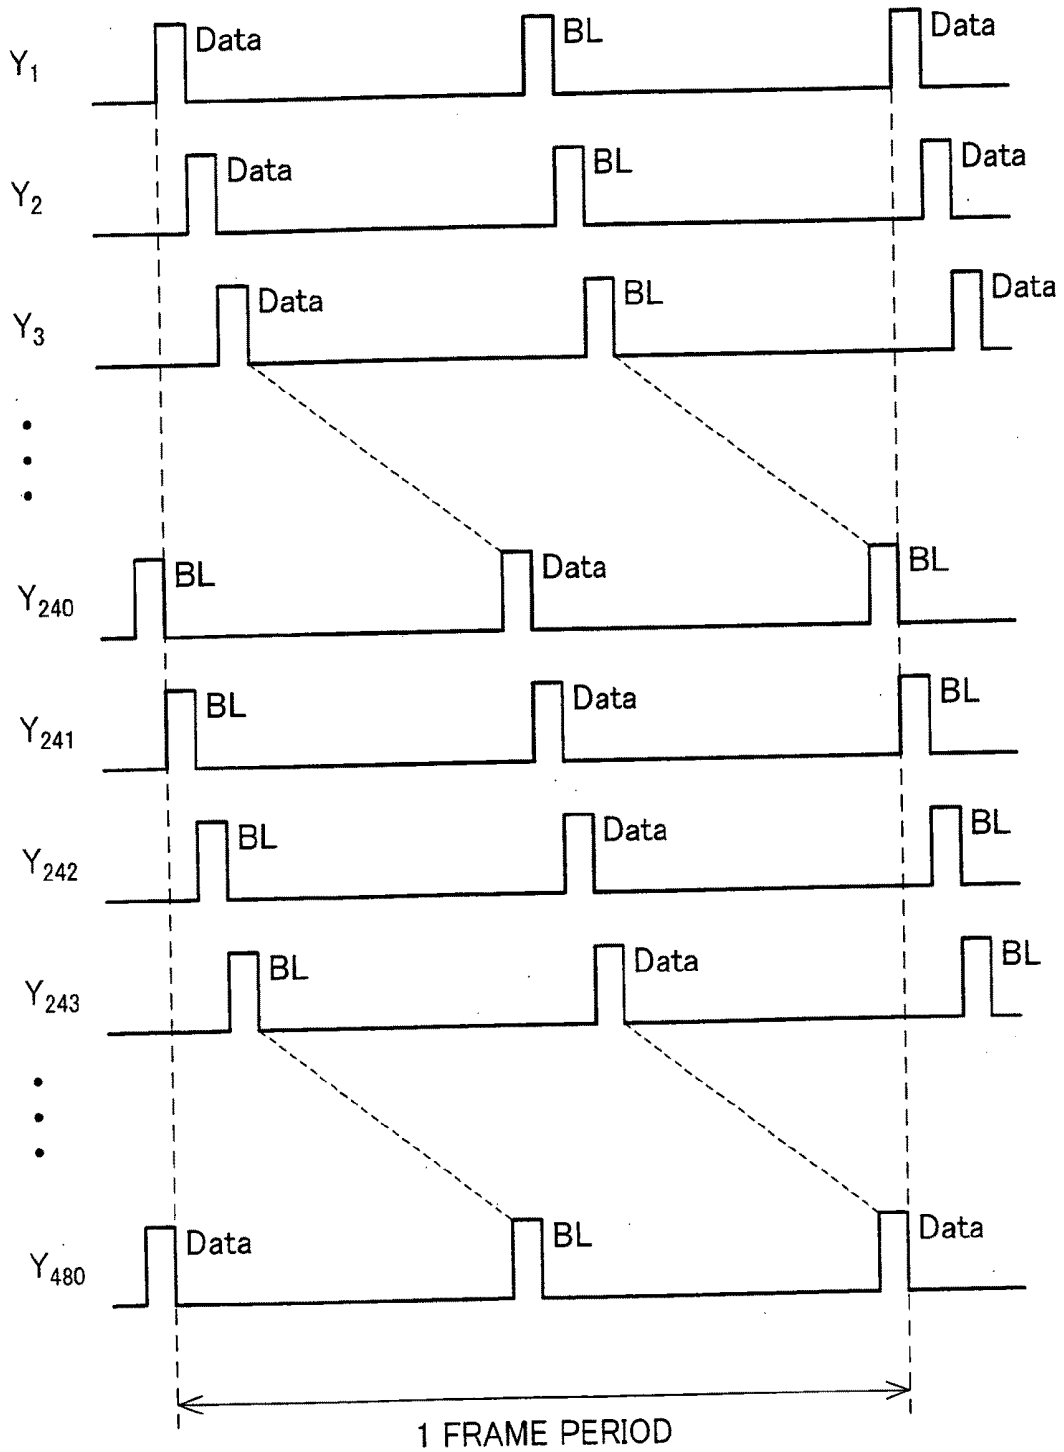 Y1 Data BL Data
Y2 Data BL Data
Y3 Data BL Data
Y240 BL Data BL
Y241 BL Data BL
Y242 BL Data BL
Y243 BL Data BL
Y480 Data BL Data
1 FRAME PERIOD